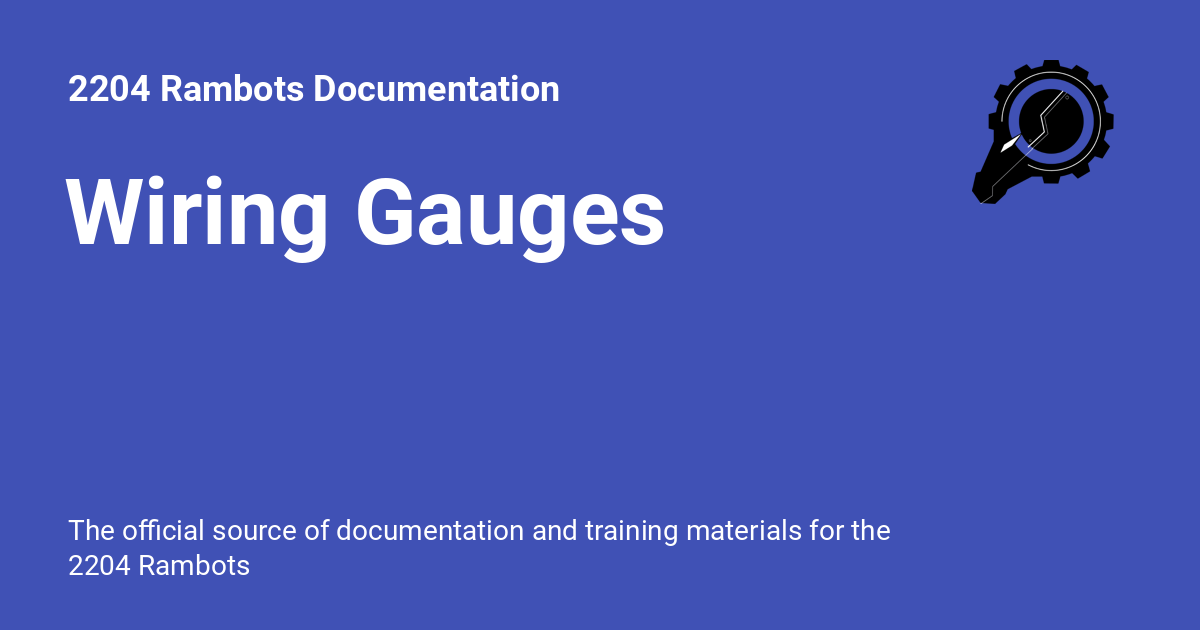 2204 Rambots Documentation
Wiring Gauges
The official source of documentation and training materials for the
2204 Rambots